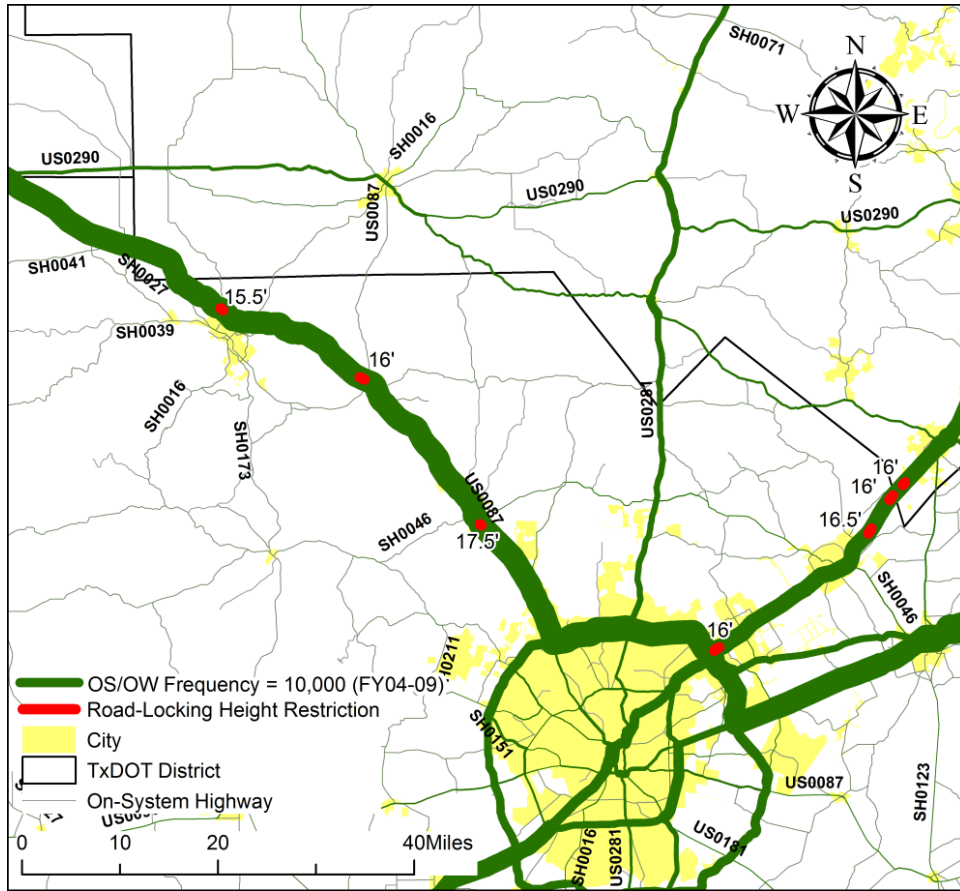 SH0071
N
W
E
S
SH0016
US0290
US0290
US0087
US0290
SH0041
SH0027
15.5'
SH0039
16'
US0281
SH0016
SH0173
US0087
SH0046
17.5'
16'
16'
16.5'
SH0046
16'
SH0151
US0087
SH0123
US0181
SH0016
US0281
OS/OW Frequency = 10,000 (FY04-09)
Road-Locking Height Restriction
City
TxDOT District
On-System Highway
0 10 20 40Miles